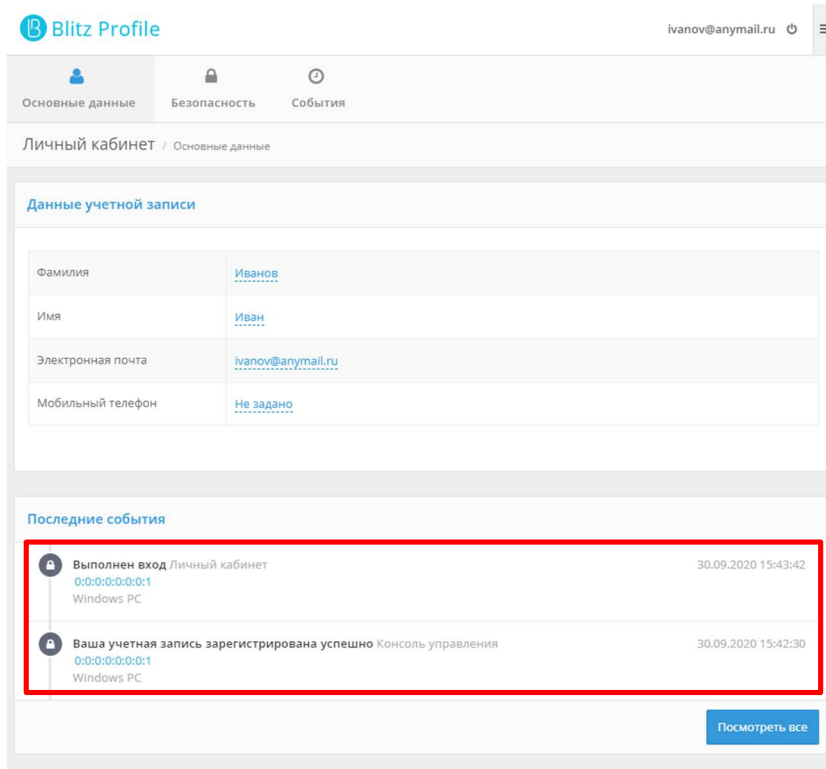 Blitz Profile
ivanov@anymail.ru
Основные данные Безопасность События
Личный кабинет / Основные данные
Данные учетной записи
Фамилия Иванов
Имя Иван
Электронная почта ivanov@anymail.ru
Мобильный телефон Не задано
Последние события
Выполнен вход Личный кабинет 30.09.2020 15:43:42
0:0:0:0:0:0:0:1
Windows PC
Ваша учетная запись зарегистрирована успешно Консоль управления 30.09.2020 15:42:30
0:0:0:0:0:0:0:1
Windows PC
Посмотреть все